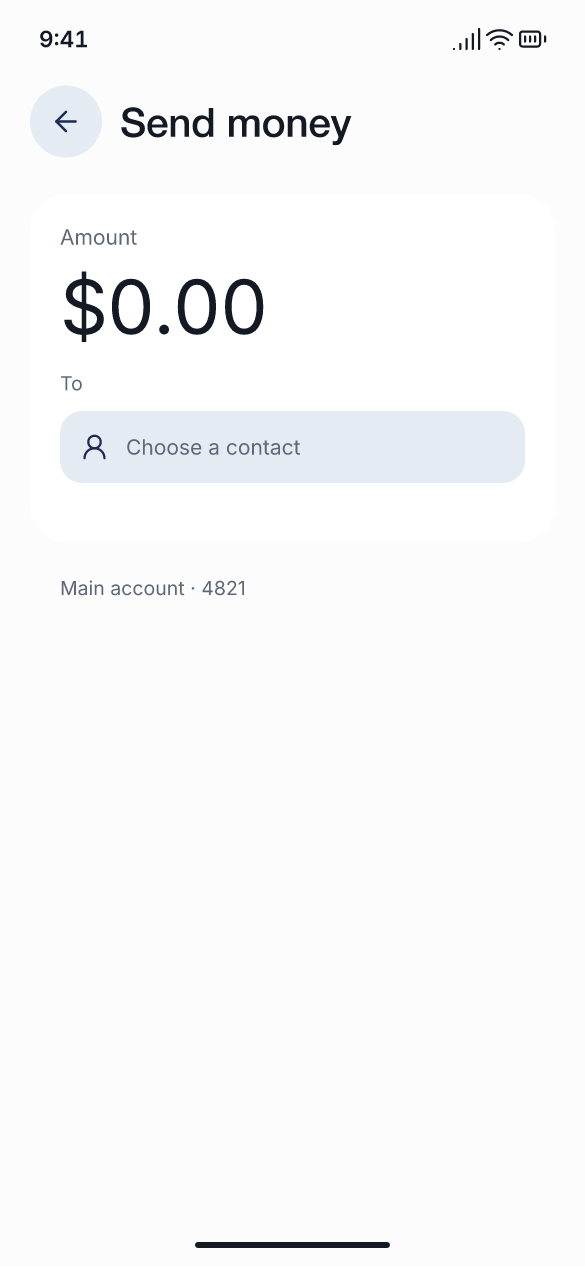 9:41
Send money
Amount
$0.00
To
Choose a contact
Main account · 4821